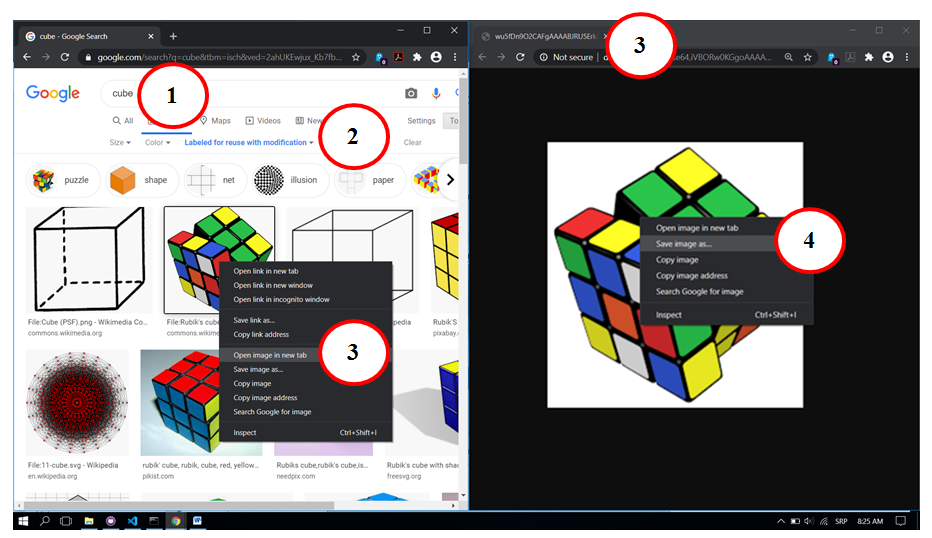 cube - Google Search
google.com/search?q=cube&tbm=isch&ved=2ahUKEwjux_Kb7fb...
Google
cube
1
All
Maps
Videos
New
Settings
To
Size
Color
Labeled for reuse with modification
2
Clear
puzzle
shape
net
illusion
paper
File:Cube (PSF).png - Wikimedia Co...
commons.wikimedia.org
File:Rubik's cube
commons.wikime
pedia
Rubik'S
pixabay.
Open link in new tab
Open link in new window
Open link in incognito window
Save link as...
Copy link address
Open image in new tab
3
Save image as...
Copy image
Copy image address
Search Google for image
Inspect Ctrl+Shift+I
File:11-cube.svg - Wikipedia
en.wikipedia.org
rubik' cube, rubik, cube, red, yellow...
pikist.com
Rubiks cube,rubik's cube,is...
needpix.com
Rubik's cube with shad
freesvg.org
3
Not secure
Open image in new tab
Save image as...
4
Copy image
Copy image address
Search Google for image
Inspect Ctrl+Shift+I
SRP
8:25 AM